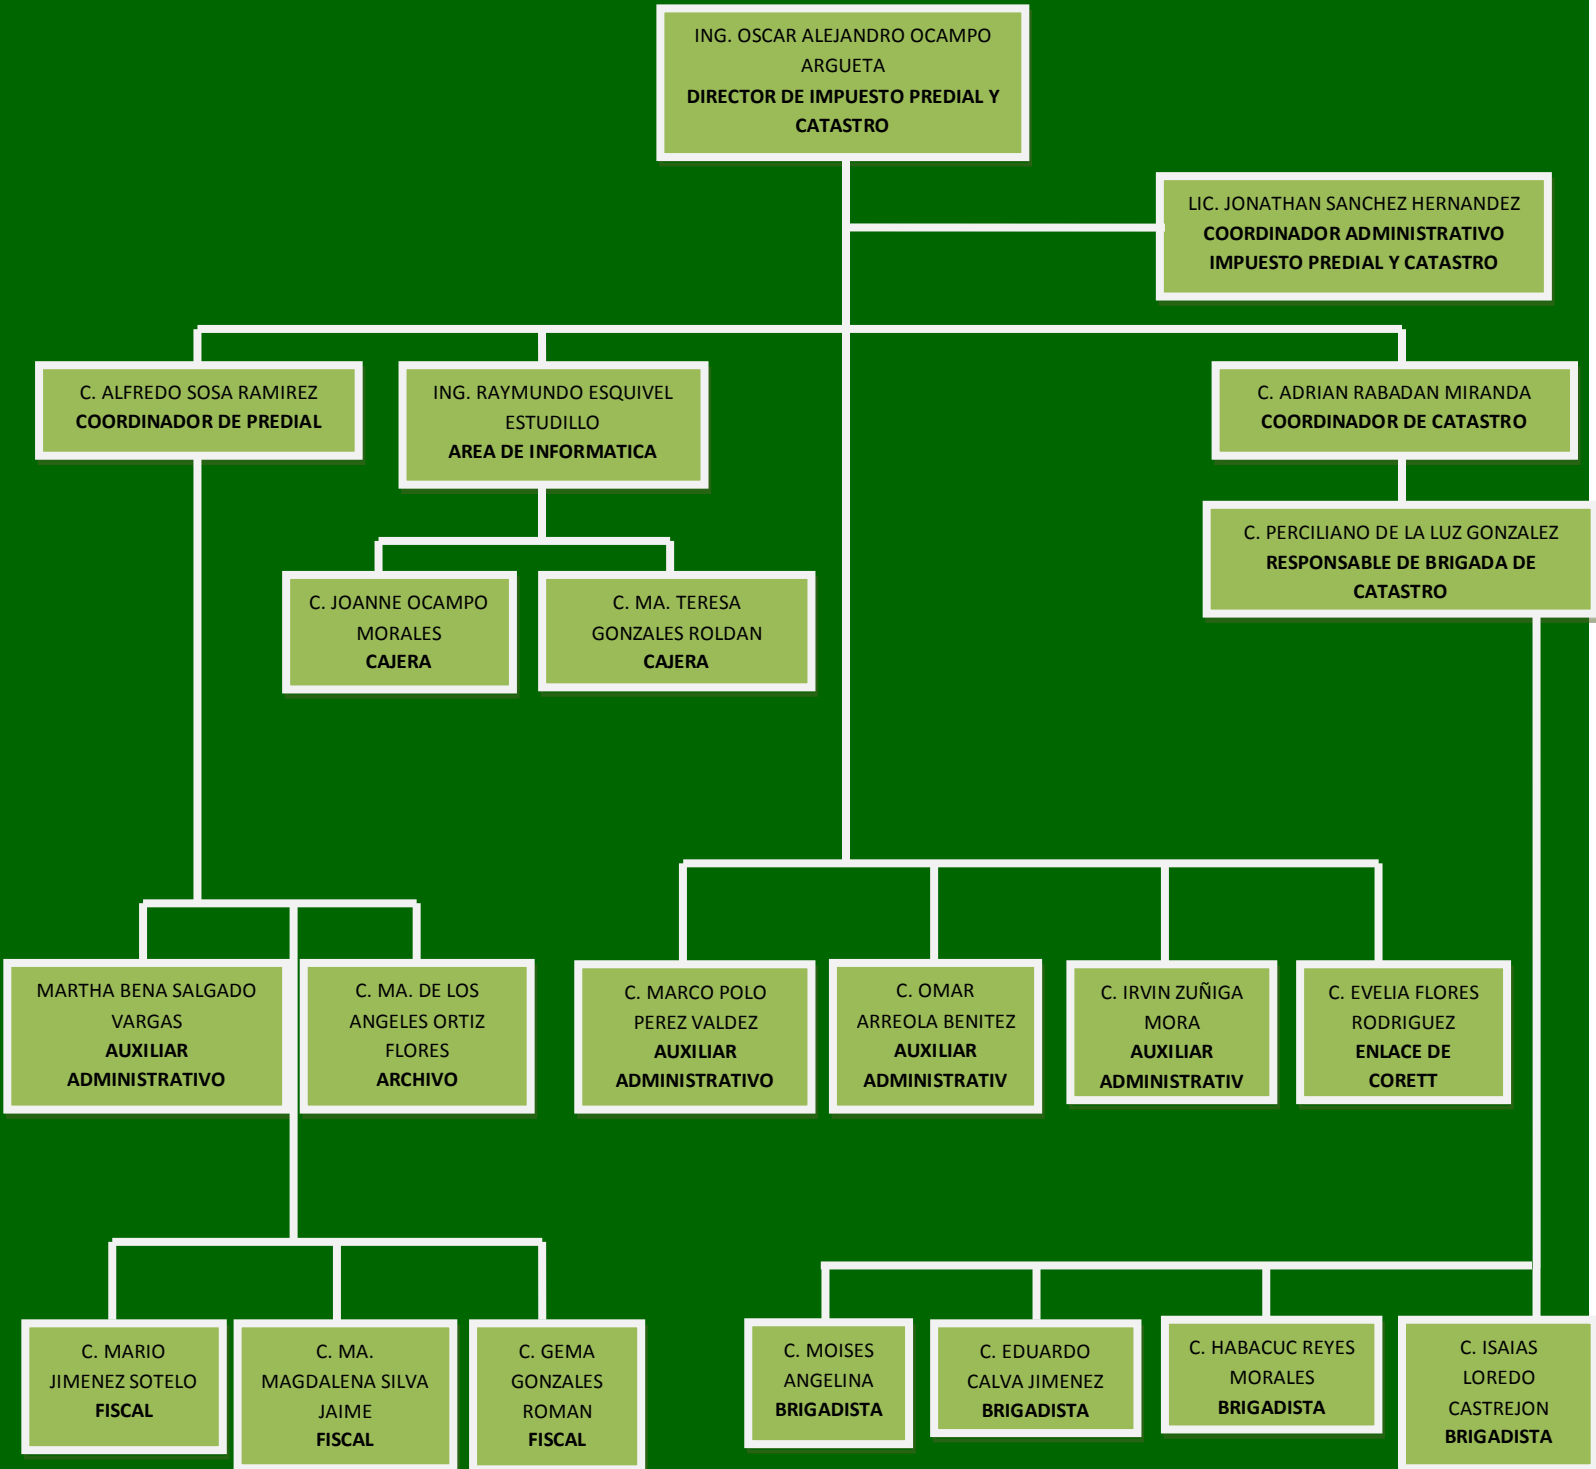 ING. OSCAR ALEJANDRO OCAMPO
ARGUETA
DIRECTOR DE IMPUESTO PREDIAL Y
CATASTRO
LIC. JONATHAN SANCHEZ HERNANDEZ
COORDINADOR ADMINISTRATIVO
IMPUESTO PREDIAL Y CATASTRO
C. ALFREDO SOSA RAMIREZ
COORDINADOR DE PREDIAL
ING. RAYMUNDO ESQUIVEL
ESTUDILLO
AREA DE INFORMATICA
C. ADRIAN RABADAN MIRANDA
COORDINADOR DE CATASTRO
C. PERCILIANO DE LA LUZ GONZALEZ
RESPONSABLE DE BRIGADA DE
CATASTRO
C. JOANNE OCAMPO
MORALES
CAJERA
C. MA. TERESA
GONZALES ROLDAN
CAJERA
MARTHA BENA SALGADO
VARGAS
AUXILIAR
ADMINISTRATIVO
C. MA. DE LOS
ANGELES ORTIZ
FLORES
ARCHIVO
C. MARCO POLO
PEREZ VALDEZ
AUXILIAR
ADMINISTRATIVO
C. OMAR
ARREOLA BENITEZ
AUXILIAR
ADMINISTRATIV
C. IRVIN ZUÑIGA
MORA
AUXILIAR
ADMINISTRATIV
C. EVELIA FLORES
RODRIGUEZ
ENLACE DE
CORETT
C. MARIO
JIMENEZ SOTELO
FISCAL
C. MA.
MAGDALENA SILVA
JAIME
FISCAL
C. GEMA
GONZALES
ROMAN
FISCAL
C. MOISES
ANGELINA
BRIGADISTA
C. EDUARDO
CALVA JIMENEZ
BRIGADISTA
C. HABACUC REYES
MORALES
BRIGADISTA
C. ISAIAS
LOREDO
CASTREJON
BRIGADISTA